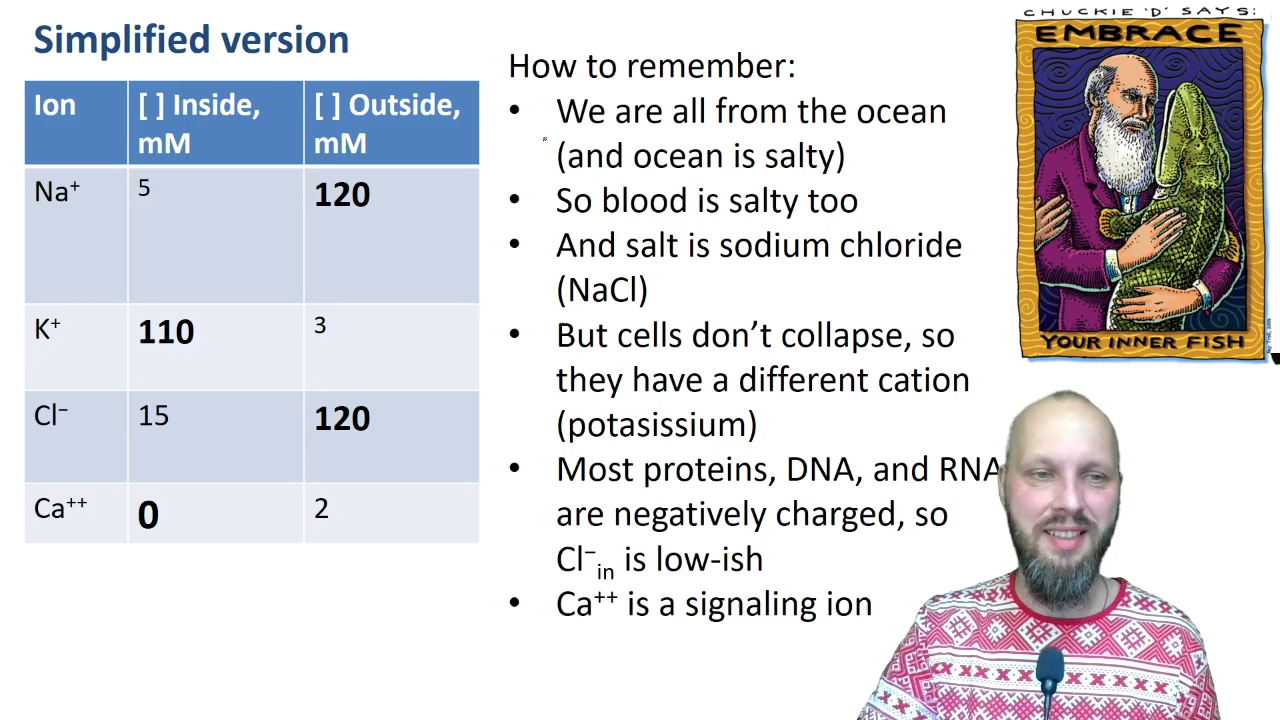 Simplified version
Ion [ ] Inside, mM [ ] Outside, mM
Na⁺ 5 120
K⁺ 110 3
Cl⁻ 15 120
Ca⁺⁺ 0 2
How to remember:
• We are all from the ocean
(and ocean is salty)
• So blood is salty too
• And salt is sodium chloride
(NaCl)
• But cells don’t collapse, so
they have a different cation
(potasissium)
• Most proteins, DNA, and RNA
are negatively charged, so
Cl⁻in is low-ish
• Ca⁺⁺ is a signaling ion
CHUCKIE 'D' SAYS:
EMBRACE
YOUR INNER FISH